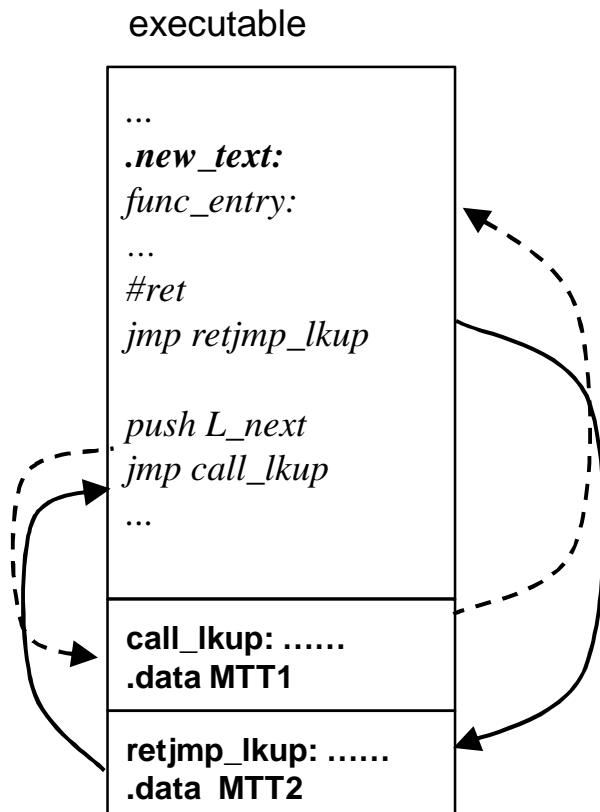 executable
...
.new_text:
func_entry:
...
#ret
jmp retjmp_lkup
push L_next
jmp call_lkup
...
call_lkup: ......
.data MTT1
retjmp_lkup: ......
.data MTT2